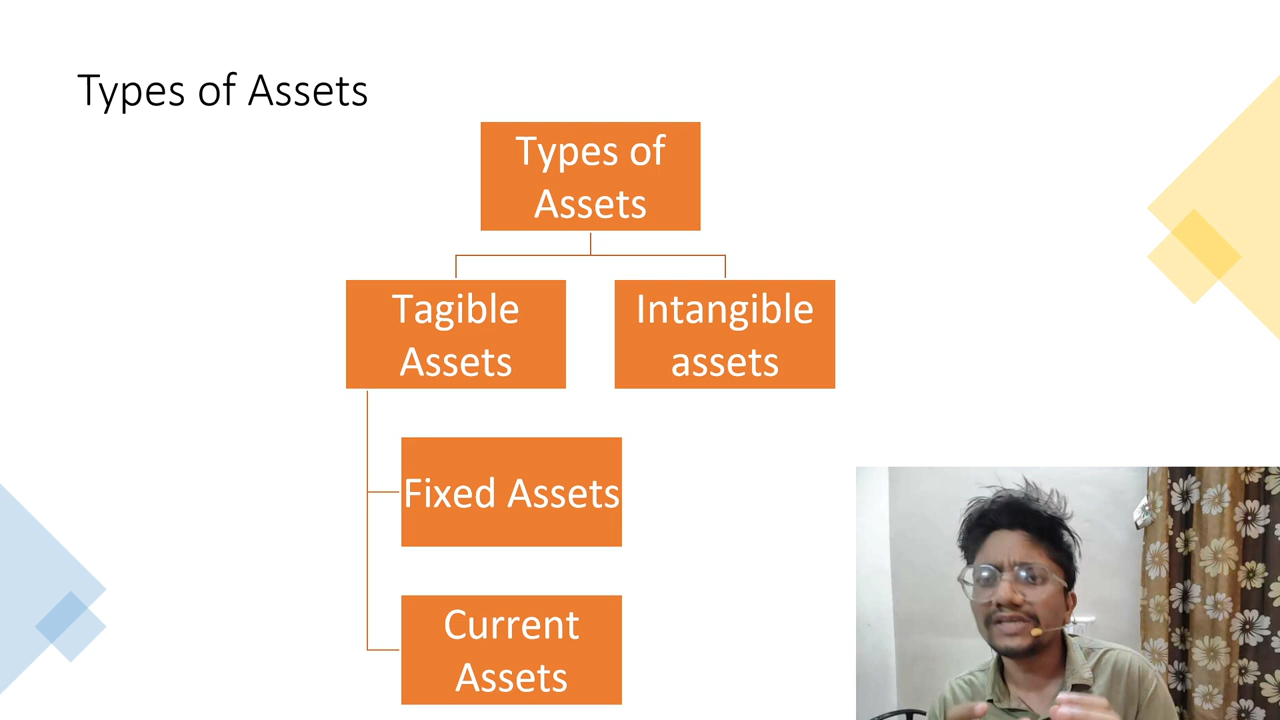 Types of Assets
Types of
Assets
Tagible
Assets
Intangible
assets
Fixed Assets
Current
Assets